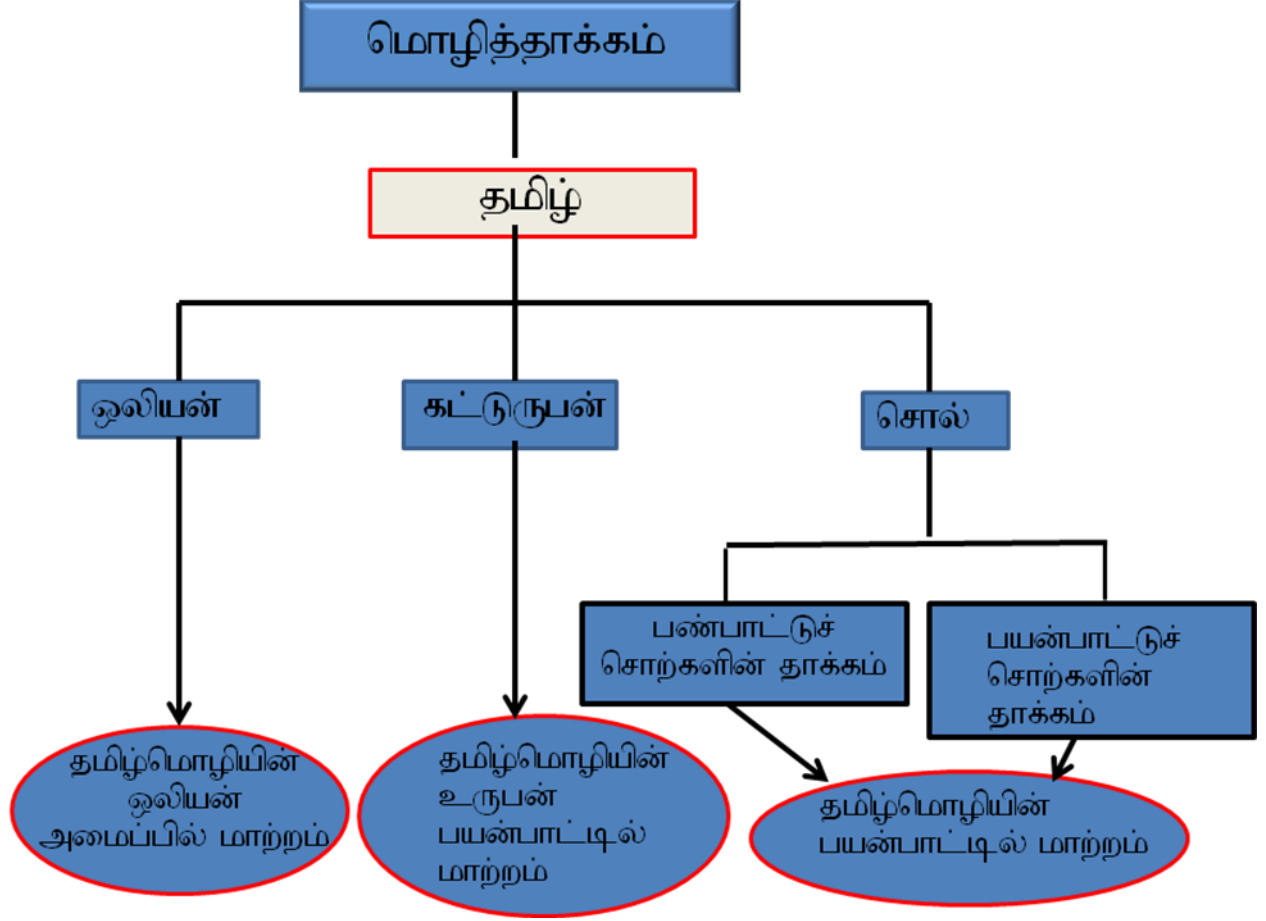 மொழித்தாக்கம்
தமிழ்
ஒலியன்
கட்டுருபன்
சொல்
பண்பாட்டுச்
சொற்களின் தாக்கம்
பயன்பாட்டுச்
சொற்களின்
தாக்கம்
தமிழ்மொழியின்
ஒலியன்
அமைப்பில் மாற்றம்
தமிழ்மொழியின்
உருபன்
பயன்பாட்டில்
மாற்றம்
தமிழ்மொழியின்
பயன்பாட்டில் மாற்றம்